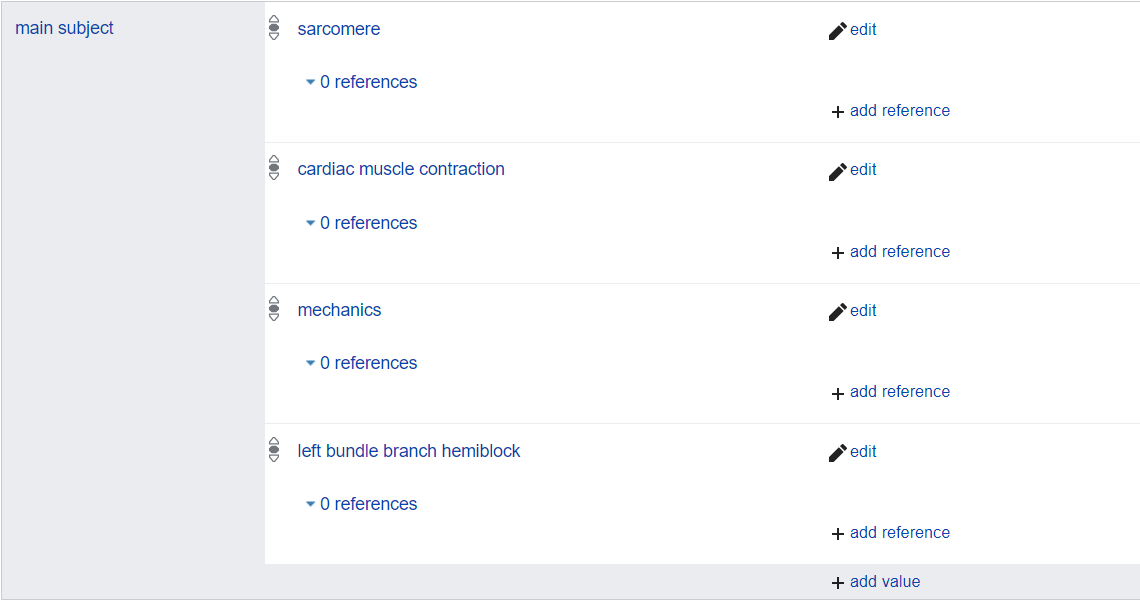 main subject
sarcomere
edit
0 references
add reference
cardiac muscle contraction
edit
0 references
add reference
mechanics
edit
0 references
add reference
left bundle branch hemiblock
edit
0 references
add reference
add value